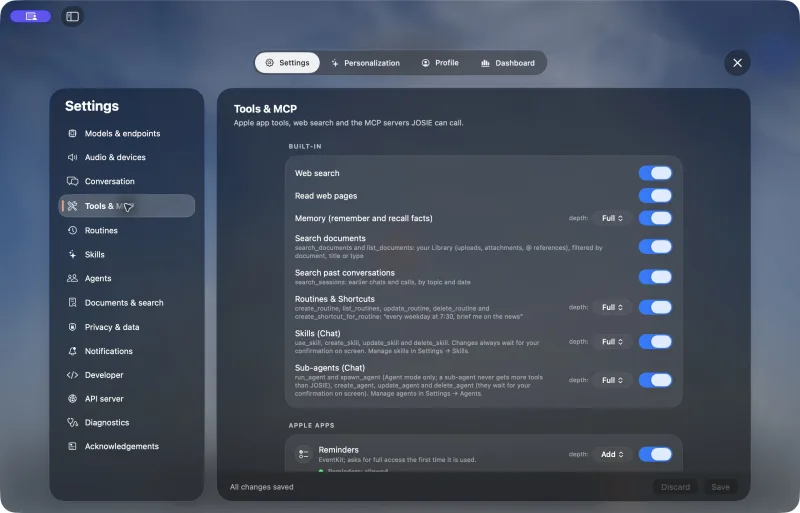 Settings
Personalization
Profile
Dashboard
Settings
Models & endpoints
Audio & devices
Conversation
Tools & MCP
Routines
Skills
Agents
Documents & search
Privacy & data
Notifications
Developer
API server
Diagnostics
Acknowledgements
Tools & MCP
Apple app tools, web search and the MCP servers JOSIE can call.
BUILT-IN
Web search
Read web pages
Memory (remember and recall facts)
depth: Full
Search documents
search_documents and list_documents: your Library (uploads, attachments, @ references), filtered by
document, title or type
Search past conversations
search_sessions: earlier chats and calls, by topic and date
Routines & Shortcuts
create_routine, list_routines, update_routine, delete_routine and
create_shortcut_for_routine: "every weekday at 7:30, brief me on the news"
depth: Full
Skills (Chat)
use_skill, create_skill, update_skill and delete_skill. Changes always wait for your
confirmation on screen. Manage skills in Settings → Skills.
depth: Full
Sub-agents (Chat)
run_agent and spawn_agent (Agent mode only; a sub-agent never gets more tools
than JOSIE), create_agent, update_agent and delete_agent (they wait for your
confirmation on screen). Manage agents in Settings → Agents.
depth: Full
APPLE APPS
Reminders
EventKit; asks for full access the first time it is used.
depth: Add
Reminders: allowed
All changes saved
Discard
Save